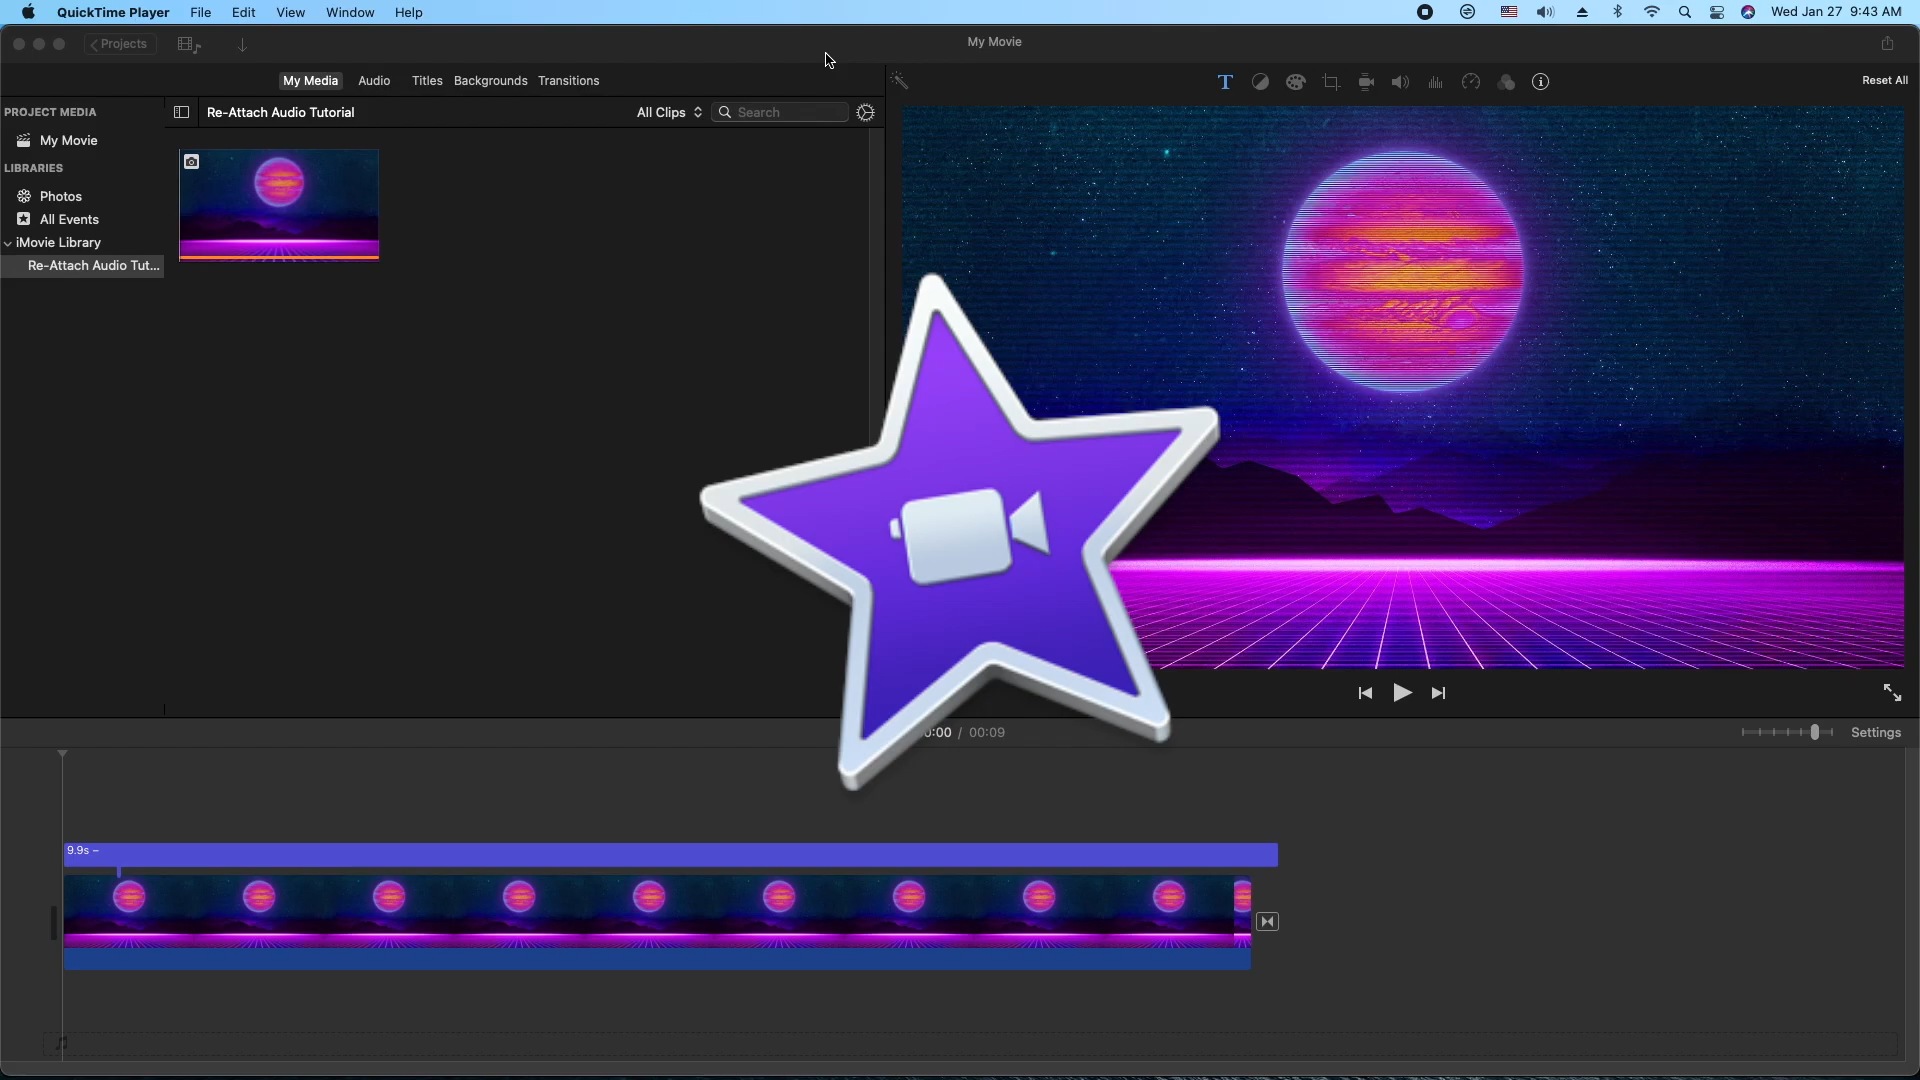 QuickTime Player File Edit View Window Help Wed Jan 27 9:43 AM
Projects My Movie
My Media Audio Titles Backgrounds Transitions T Reset All
PROJECT MEDIA Re-Attach Audio Tutorial All Clips Search
My Movie
LIBRARIES
Photos
All Events
iMovie Library
Re-Attach Audio Tut...
:00 / 00:09 Settings
9.9s –